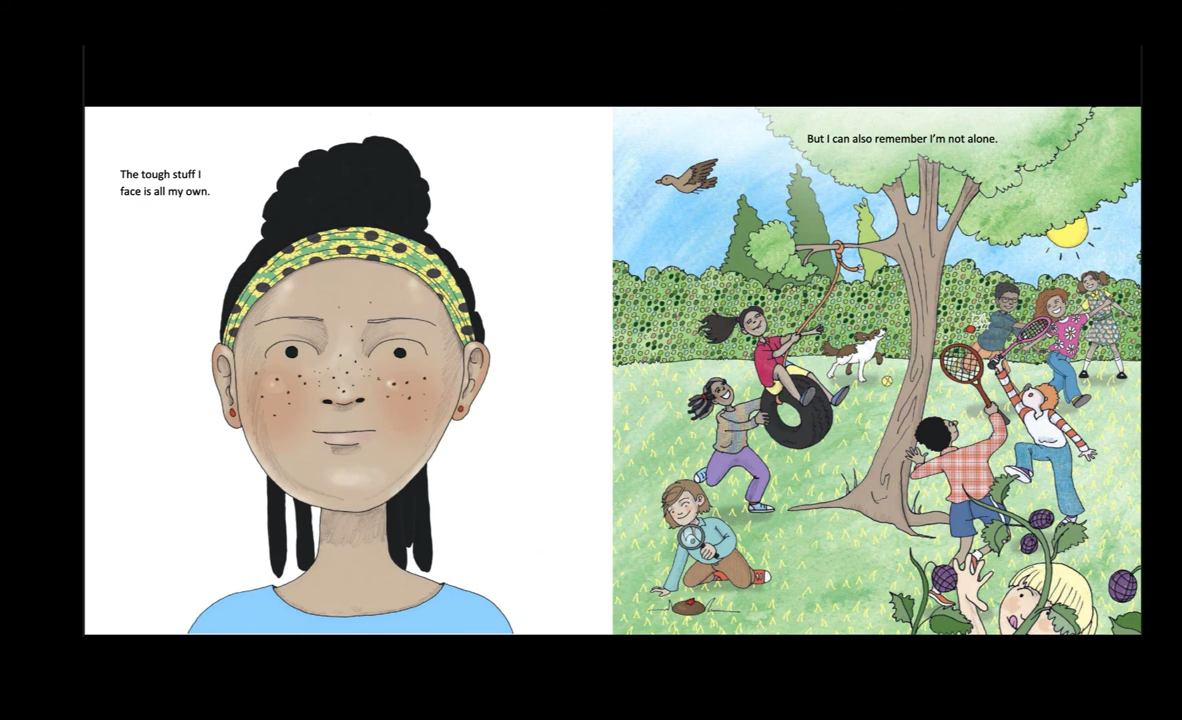 The tough stuff I
face is all my own.
But I can also remember I'm not alone.